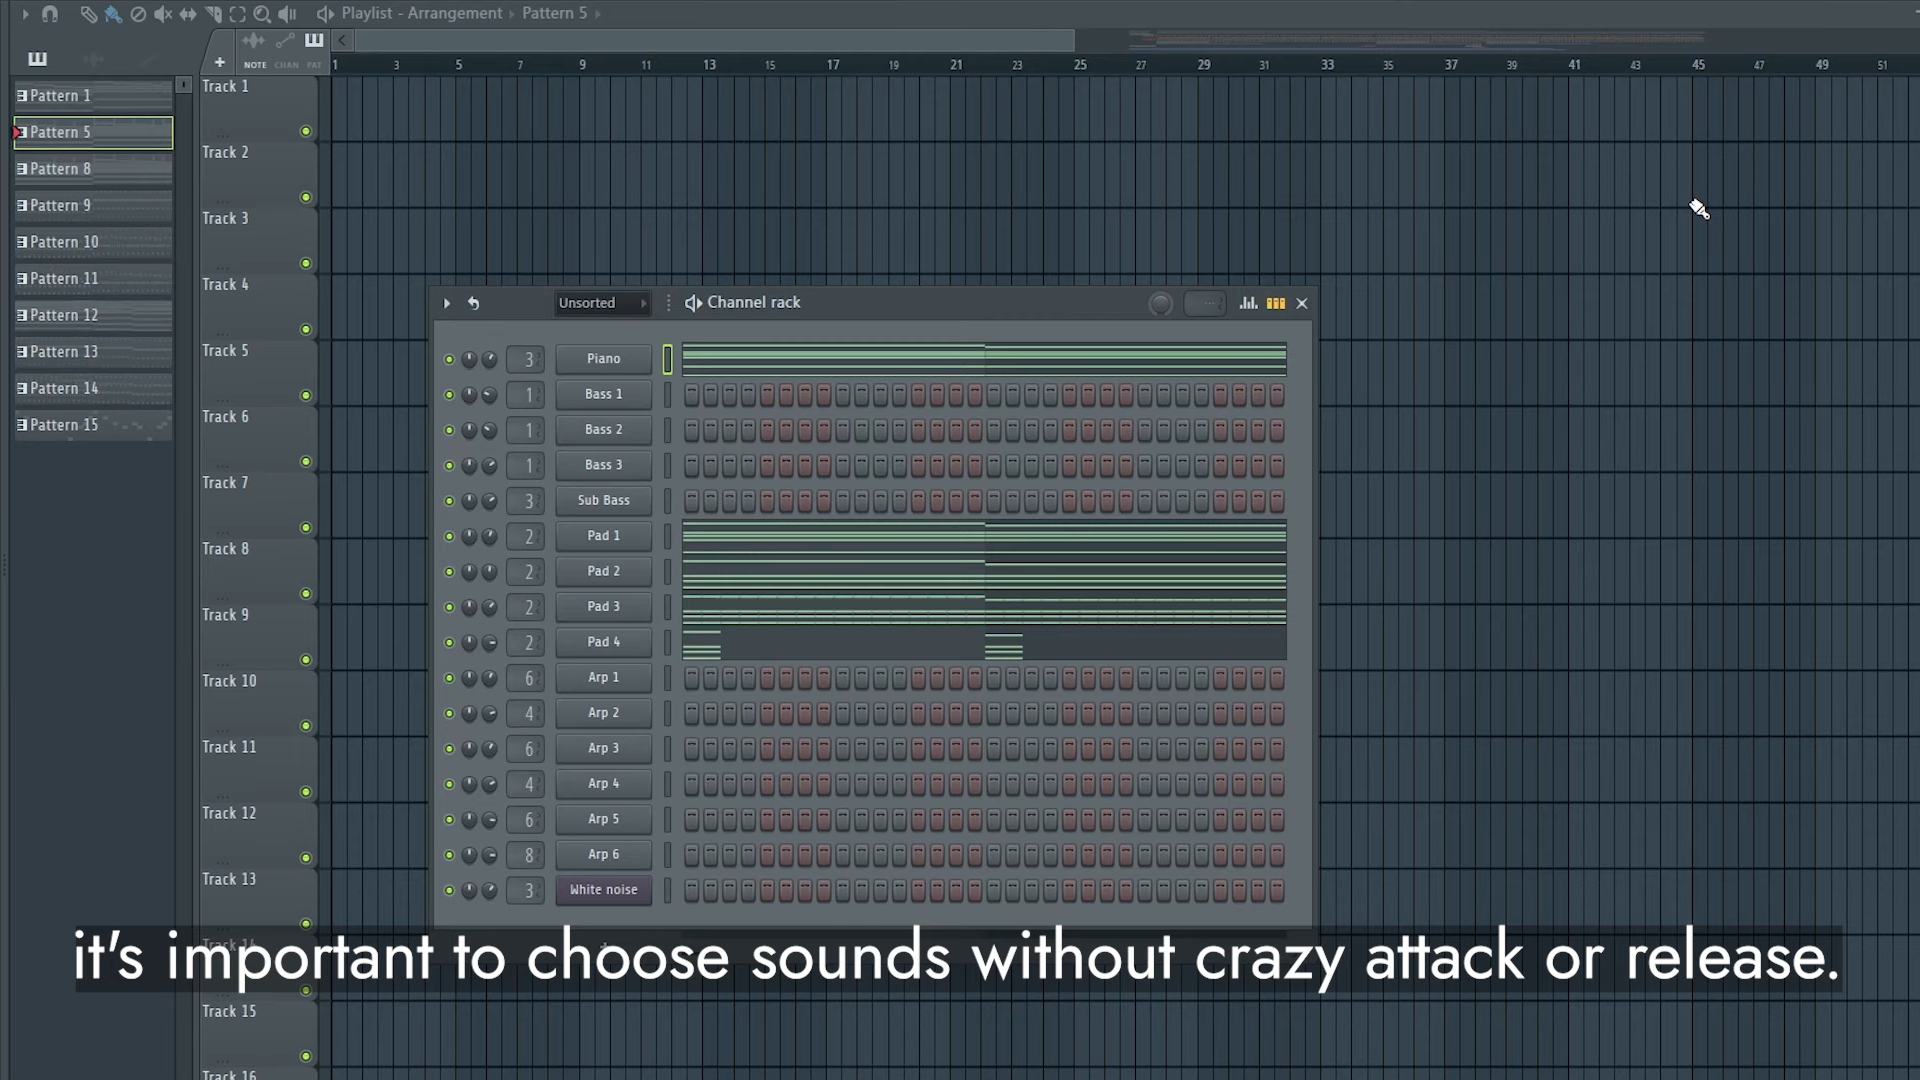 Playlist - Arrangement › Pattern 5 ›
NOTE CHAN PAT
1 3 5 7 9 11 13 15 17 19 21 23 25 27 29 31 33 35 37 39 41 43 45 47 49 51
Pattern 1
Pattern 5
Pattern 8
Pattern 9
Pattern 10
Pattern 11
Pattern 12
Pattern 13
Pattern 14
Pattern 15
Track 1
Track 2
Track 3
Track 4
Track 5
Track 6
Track 7
Track 8
Track 9
Track 10
Track 11
Track 12
Track 13
Track 14
Track 15
Track 16
Unsorted
Channel rack
3 Piano
1 Bass 1
1 Bass 2
1 Bass 3
3 Sub Bass
2 Pad 1
2 Pad 2
2 Pad 3
2 Pad 4
6 Arp 1
4 Arp 2
6 Arp 3
4 Arp 4
6 Arp 5
8 Arp 6
3 White noise
it's important to choose sounds without crazy attack or release.